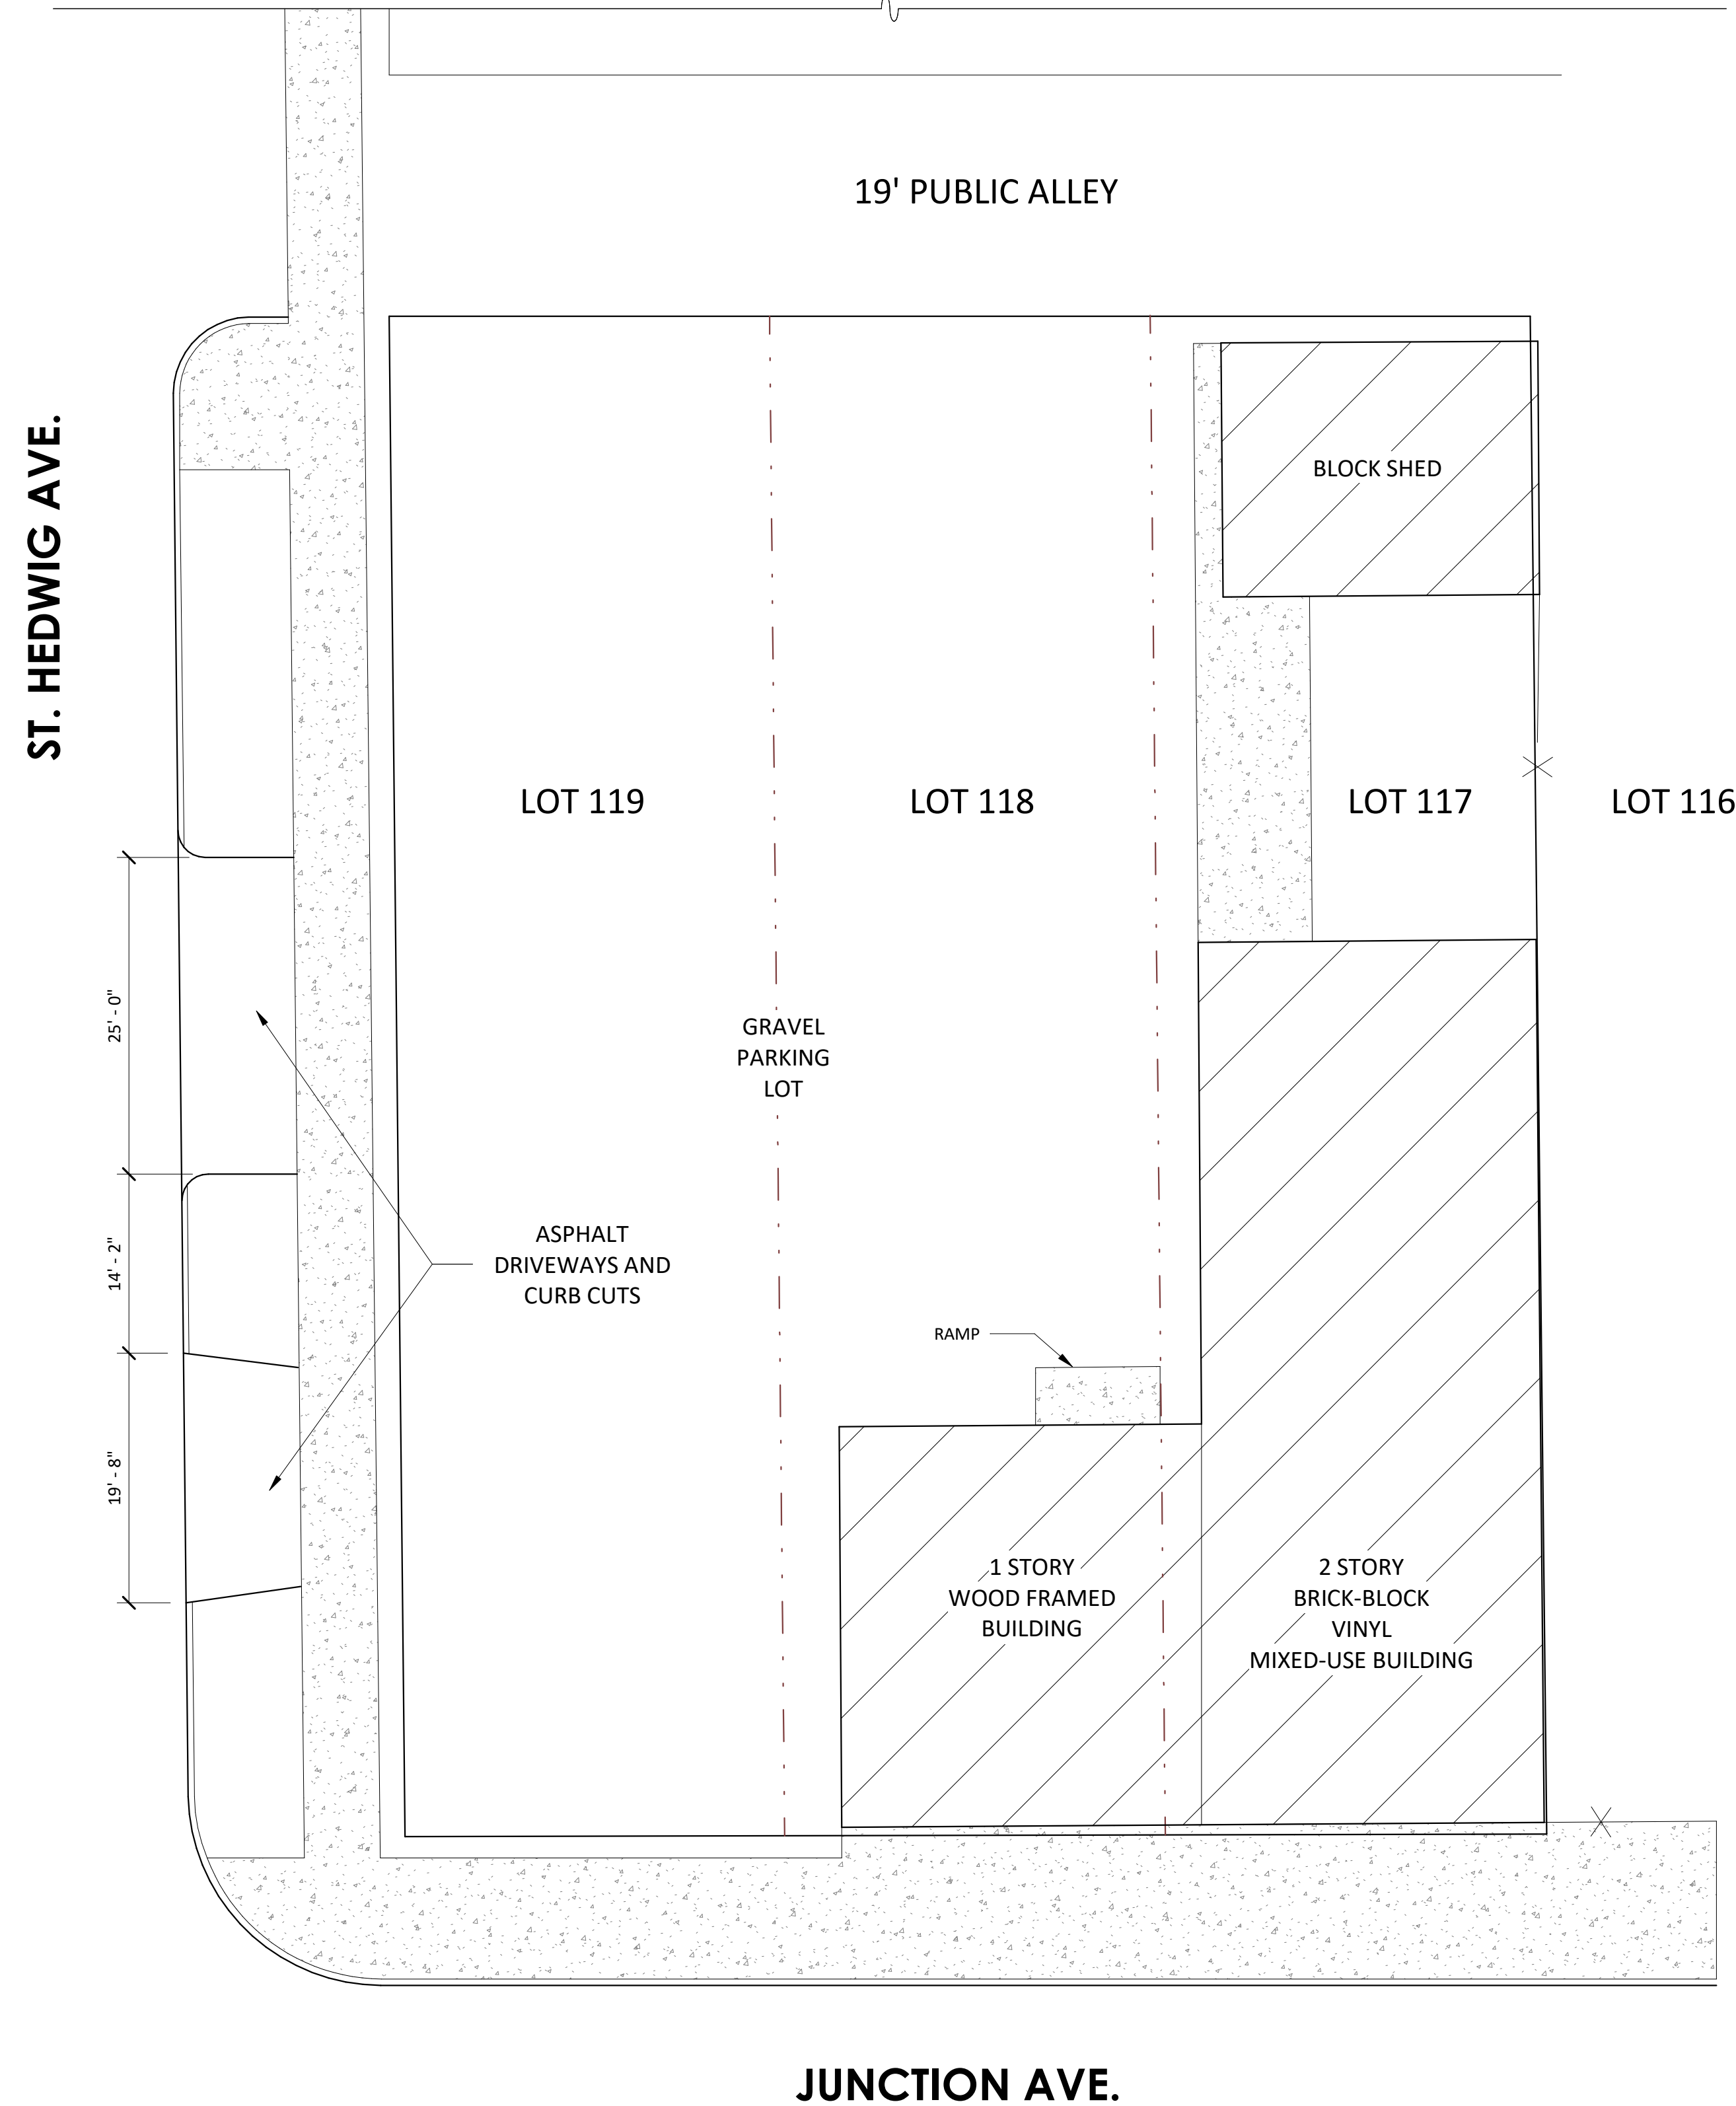 19' PUBLIC ALLEY
ST. HEDWIG AVE.
BLOCK SHED
LOT 119
LOT 118
LOT 117
LOT 116
25' - 0"
GRAVEL
PARKING
LOT
14' - 2"
ASPHALT
DRIVEWAYS AND
CURB CUTS
RAMP
19' - 8"
1 STORY
WOOD FRAMED
BUILDING
2 STORY
BRICK-BLOCK
VINYL
MIXED-USE BUILDING
JUNCTION AVE.